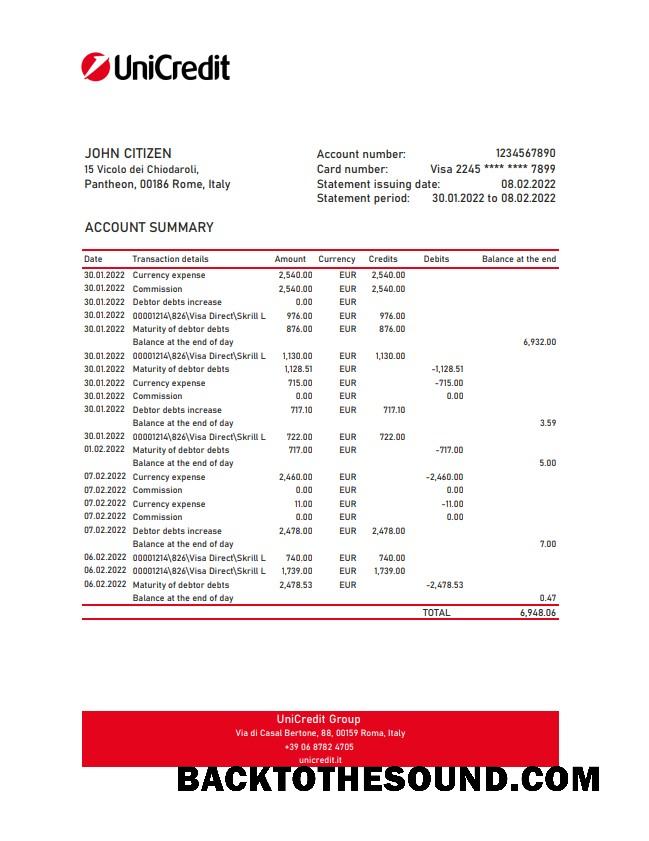 UniCredit
JOHN CITIZEN
15 Vicolo dei Chiodaroli,
Pantheon, 00186 Rome, Italy
Account number: 1234567890
Card number: Visa 2245 **** **** 7899
Statement issuing date: 08.02.2022
Statement period: 30.01.2022 to 08.02.2022
ACCOUNT SUMMARY
Date Transaction details Amount Currency Credits Debits Balance at the end
30.01.2022 Currency expense 2,540.00 EUR 2,540.00
30.01.2022 Commission 2,540.00 EUR 2,540.00
30.01.2022 Debtor debts increase 0.00 EUR
30.01.2022 00001214\826\Visa Direct\Skrill L 976.00 EUR 976.00
30.01.2022 Maturity of debtor debts 876.00 EUR 876.00
Balance at the end of day 6,932.00
30.01.2022 00001214\826\Visa Direct\Skrill L 1,130.00 EUR 1,130.00
30.01.2022 Maturity of debtor debts 1,128.51 EUR -1,128.51
30.01.2022 Currency expense 715.00 EUR -715.00
30.01.2022 Commission 0.00 EUR 0.00
30.01.2022 Debtor debts increase 717.10 EUR 717.10
Balance at the end of day 3.59
30.01.2022 00001214\826\Visa Direct\Skrill L 722.00 EUR 722.00
01.02.2022 Maturity of debtor debts 717.00 EUR -717.00
Balance at the end of day 5.00
07.02.2022 Currency expense 2,460.00 EUR -2,460.00
07.02.2022 Commission 0.00 EUR 0.00
07.02.2022 Currency expense 11.00 EUR -11.00
07.02.2022 Commission 0.00 EUR 0.00
07.02.2022 Debtor debts increase 2,478.00 EUR 2,478.00
Balance at the end of day 7.00
06.02.2022 00001214\826\Visa Direct\Skrill L 740.00 EUR 740.00
06.02.2022 00001214\826\Visa Direct\Skrill L 1,739.00 EUR 1,739.00
06.02.2022 Maturity of debtor debts 2,478.53 EUR -2,478.53
Balance at the end of day 0.47
TOTAL 6,948.06
UniCredit Group
Via di Casal Bertone, 88, 00159 Roma, Italy
+39 06 8782 4705
unicredit.it
BACKTOTHESOUND.COM